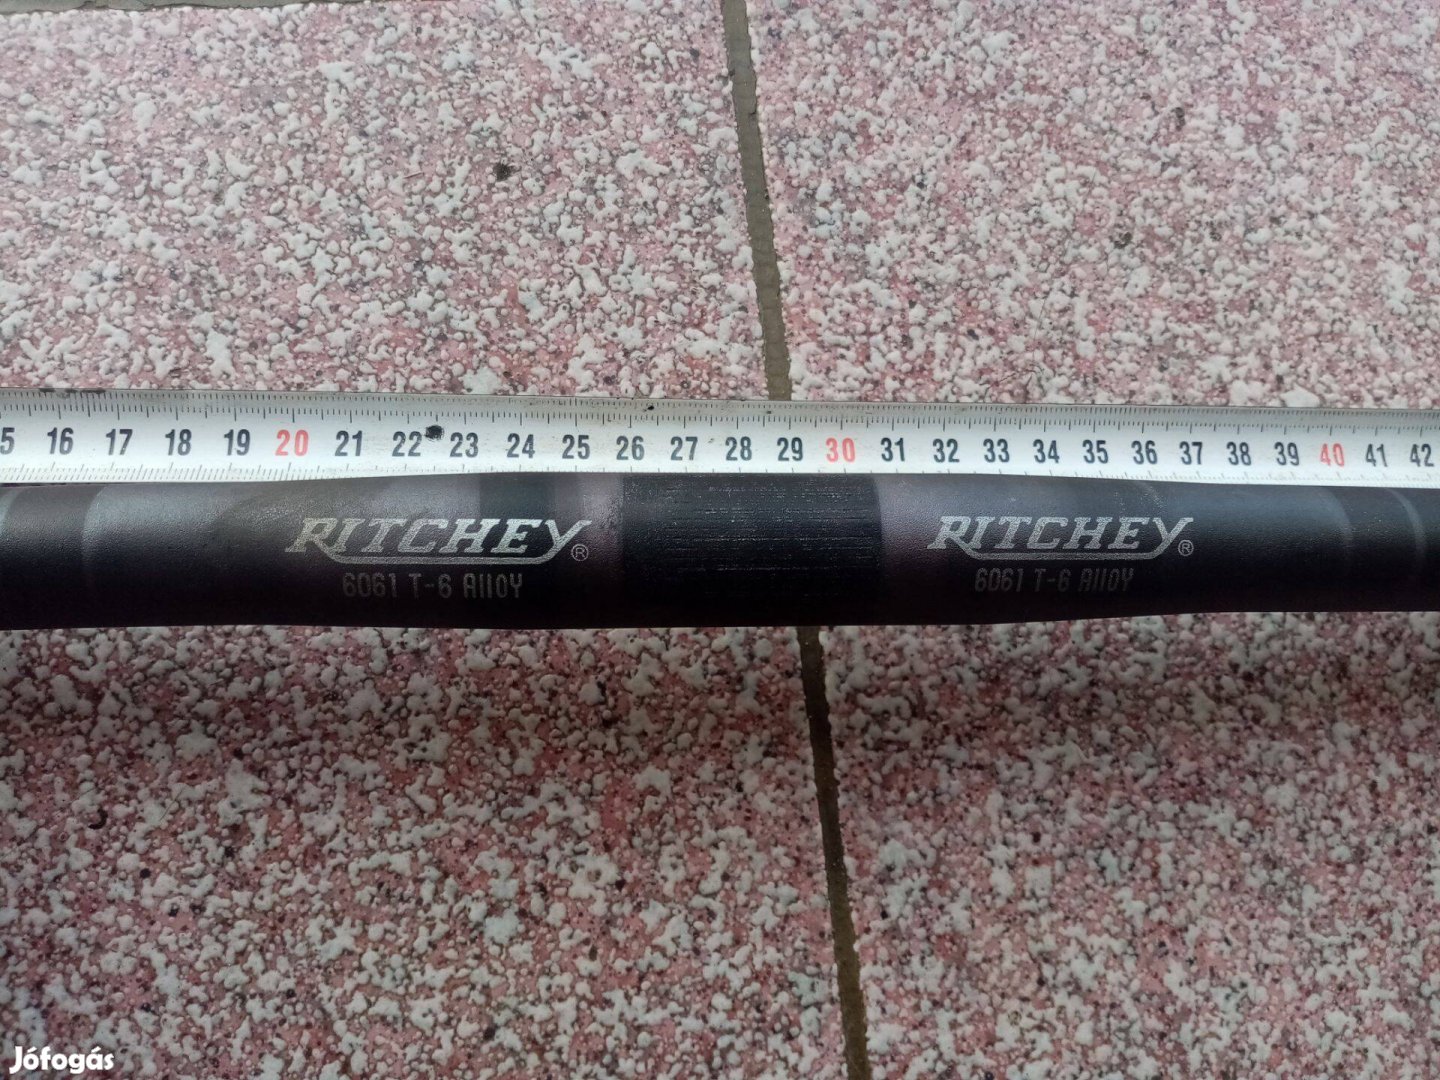 5 16 17 18 19 20 21 22 23 24 25 26 27 28 29 30 31 32 33 34 35 36 37 38 39 40 41 42
RITCHEY® RITCHEY®
6061 T-6 Alloy 6061 T-6 Alloy
Jófogás